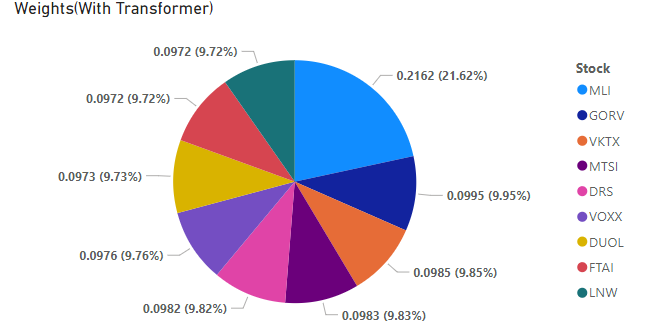 Weights(With Transformer)
0.0972 (9.72%)
0.2162 (21.62%)
0.0972 (9.72%)
0.0973 (9.73%)
0.0995 (9.95%)
0.0976 (9.76%)
0.0985 (9.85%)
0.0982 (9.82%)
0.0983 (9.83%)
Stock
MLI
GORV
VKTX
MTSI
DRS
VOXX
DUOL
FTAI
LNW